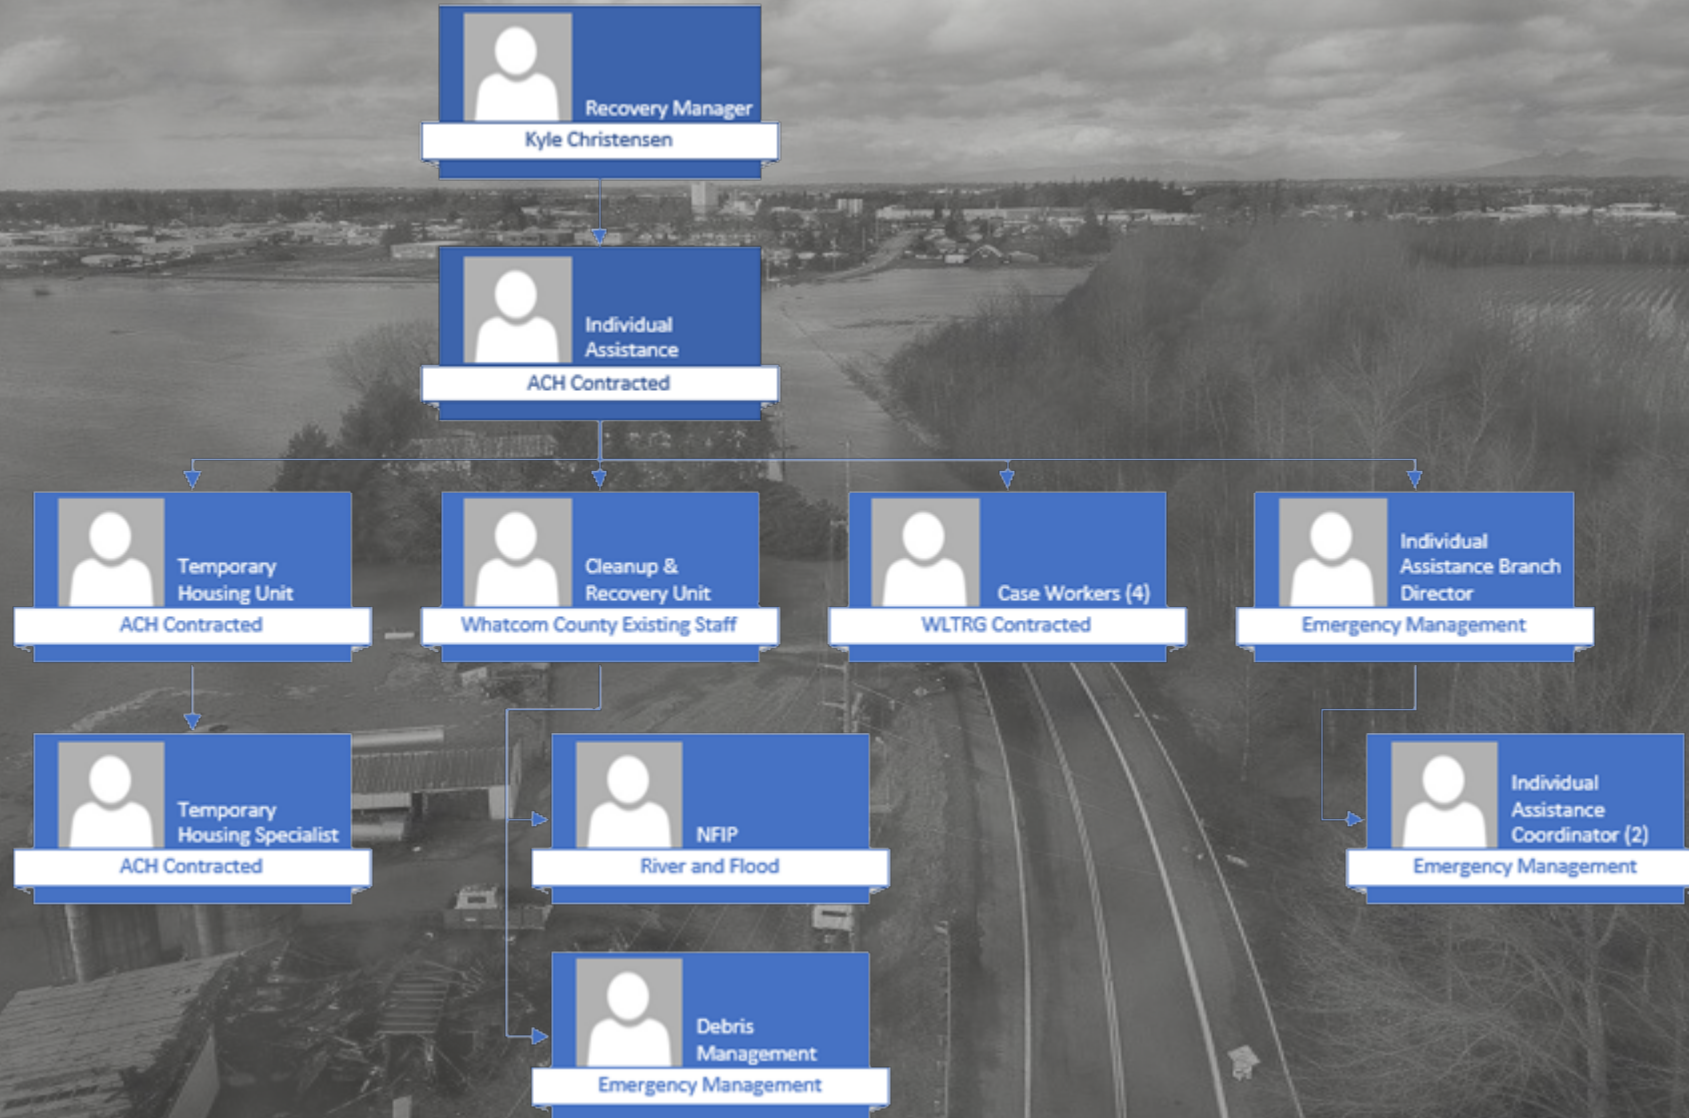 Recovery Manager
Kyle Christensen
Individual
Assistance
ACH Contracted
Temporary
Housing Unit
ACH Contracted
Cleanup &
Recovery Unit
Whatcom County Existing Staff
Case Workers (4)
WLTRG Contracted
Individual
Assistance Branch
Director
Emergency Management
Temporary
Housing Specialist
ACH Contracted
NFIP
River and Flood
Individual
Assistance
Coordinator (2)
Emergency Management
Debris
Management
Emergency Management